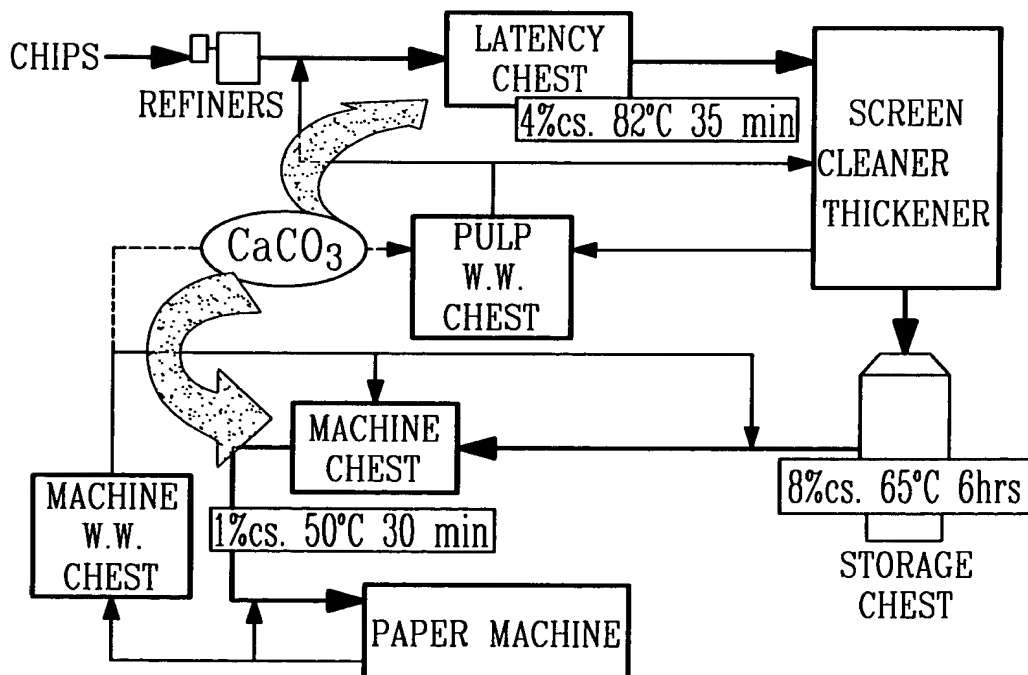 CHIPS
REFINERS
LATENCY
CHEST
4%cs. 82°C 35 min
SCREEN
CLEANER
THICKENER
CaCO3
PULP
W.W.
CHEST
MACHINE
CHEST
8%cs. 65°C 6hrs
MACHINE
W.W.
CHEST
1%cs. 50°C 30 min
STORAGE
CHEST
PAPER MACHINE